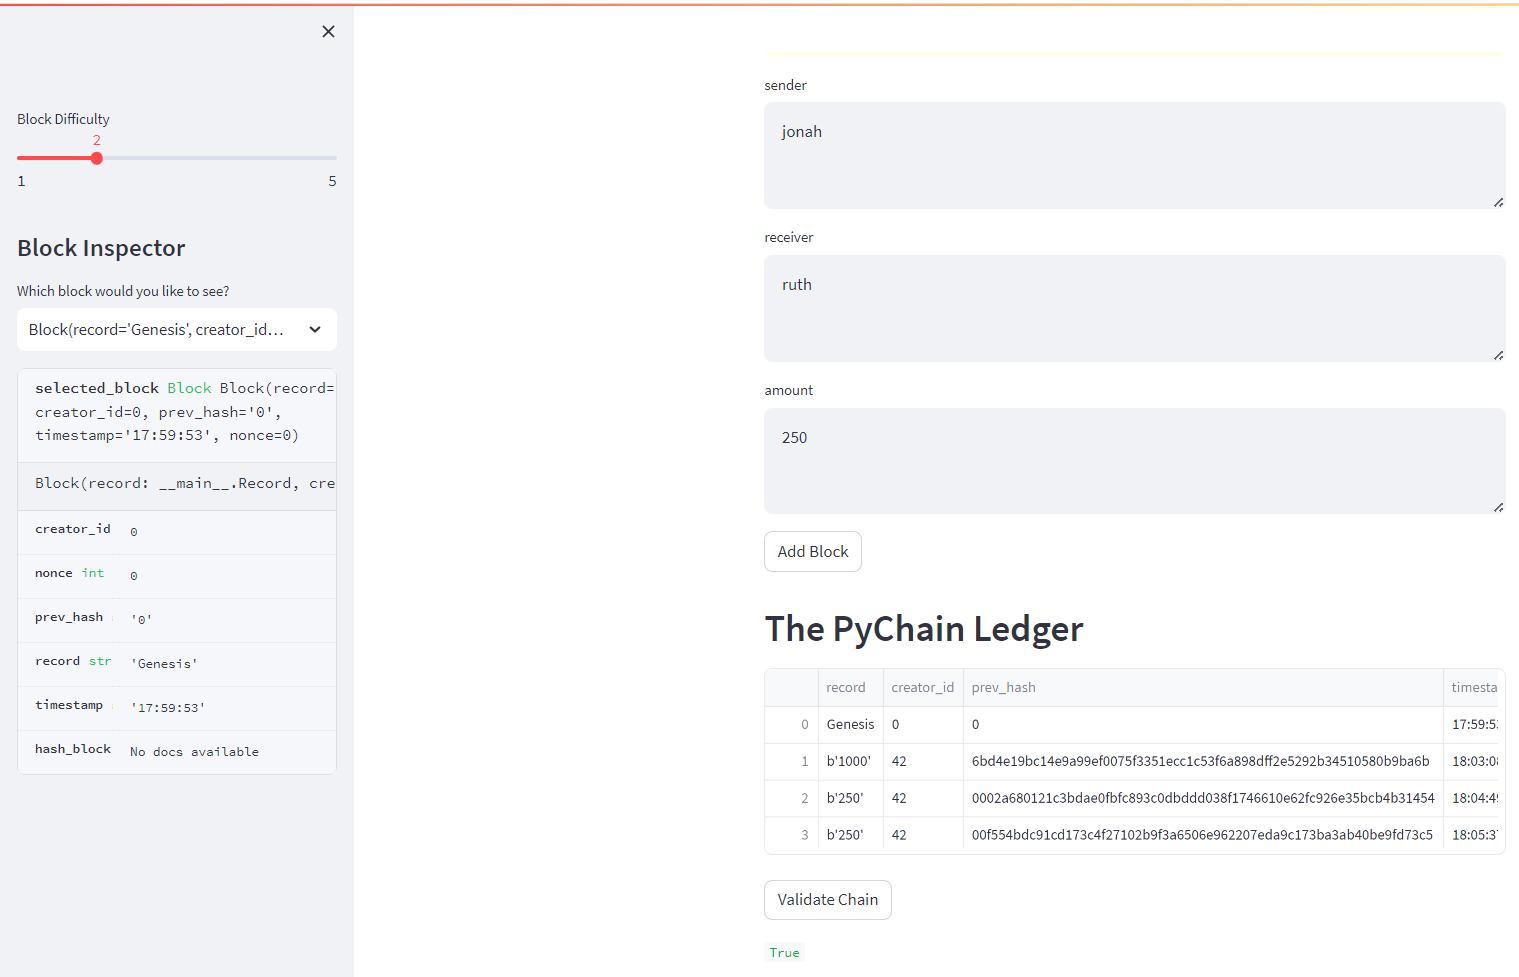 Block Difficulty
2
1 5
Block Inspector
Which block would you like to see?
Block(record='Genesis', creator_id...
selected_block Block Block(record=
creator_id=0, prev_hash='0',
timestamp='17:59:53', nonce=0)
Block(record: __main__.Record, cre
creator_id 0
nonce int 0
prev_hash '0'
record str 'Genesis'
timestamp '17:59:53'
hash_block No docs available
sender
jonah
receiver
ruth
amount
250
Add Block
The PyChain Ledger
record creator_id prev_hash timesta
0 Genesis 0 0 17:59:53
1 b'1000' 42 6bd4e19bc14e9a99ef0075f3351ecc1c53f6a898dff2e5292b34510580b9ba6b 18:03:0
2 b'250' 42 0002a680121c3bdae0fbfc893c0dbddd038f1746610e62fc926e35bcb4b31454 18:04:4
3 b'250' 42 00f554bdc91cd173c4f27102b9f3a6506e962207eda9c173ba3ab40be9fd73c5 18:05:3
Validate Chain
True